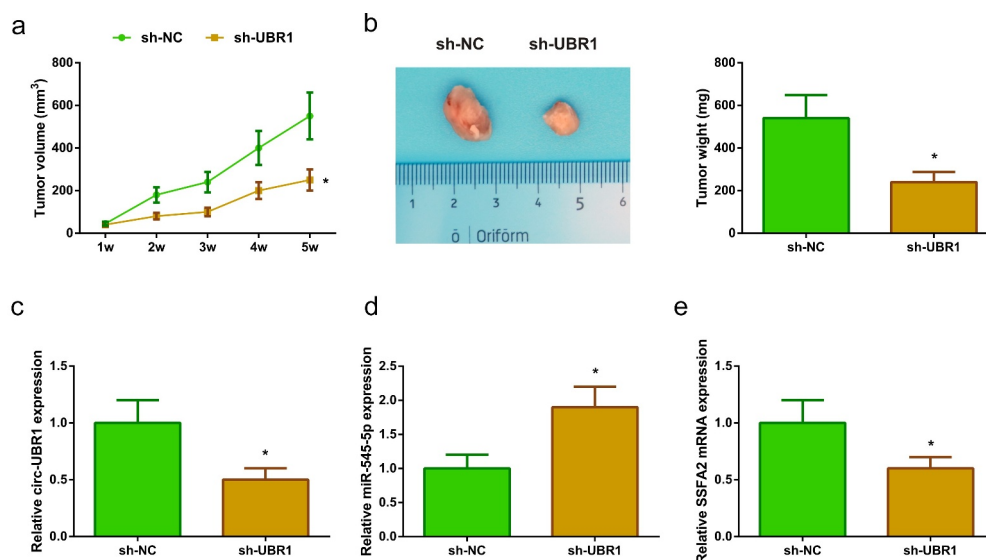 a
sh-NC
sh-UBR1
Tumor volume (mm3)
800
600
400
200
0
1w 2w 3w 4w 5w
*
b
sh-NC sh-UBR1
1 2 3 4 5 6
ö | Oriförm
Tumor wight (mg)
800
600
400
200
0
*
sh-NC sh-UBR1
c
Relative circ-UBR1 expression
1.5
1.0
0.5
0.0
*
sh-NC sh-UBR1
d
Relative miR-545-5p expression
2.5
2.0
1.5
1.0
0.5
0.0
*
sh-NC sh-UBR1
e
Relative SSFA2 mRNA expression
1.5
1.0
0.5
0.0
*
sh-NC sh-UBR1